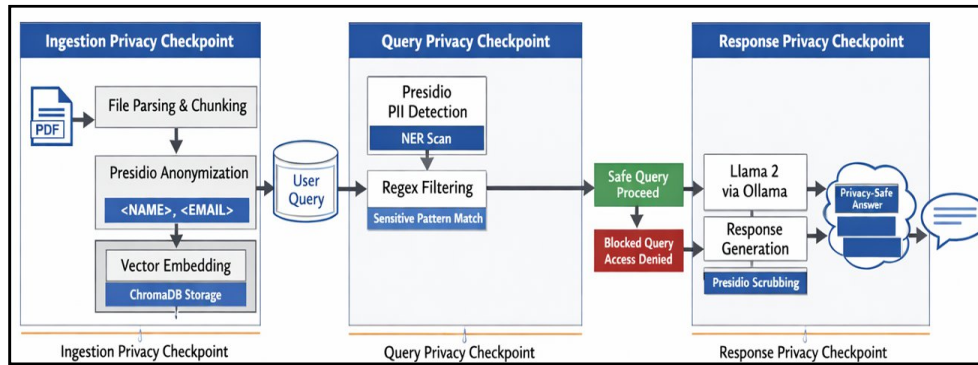 Ingestion Privacy Checkpoint
PDF
File Parsing & Chunking
Presidio Anonymization
<NAME>, <EMAIL>
Vector Embedding
ChromaDB Storage
Ingestion Privacy Checkpoint
User
Query
Query Privacy Checkpoint
Presidio
PII Detection
NER Scan
Regex Filtering
Sensitive Pattern Match
Query Privacy Checkpoint
Safe Query
Proceed
Blocked Query
Access Denied
Response Privacy Checkpoint
Llama 2
via Ollama
Response
Generation
Presidio Scrubbing
Privacy-Safe
Answer
Response Privacy Checkpoint